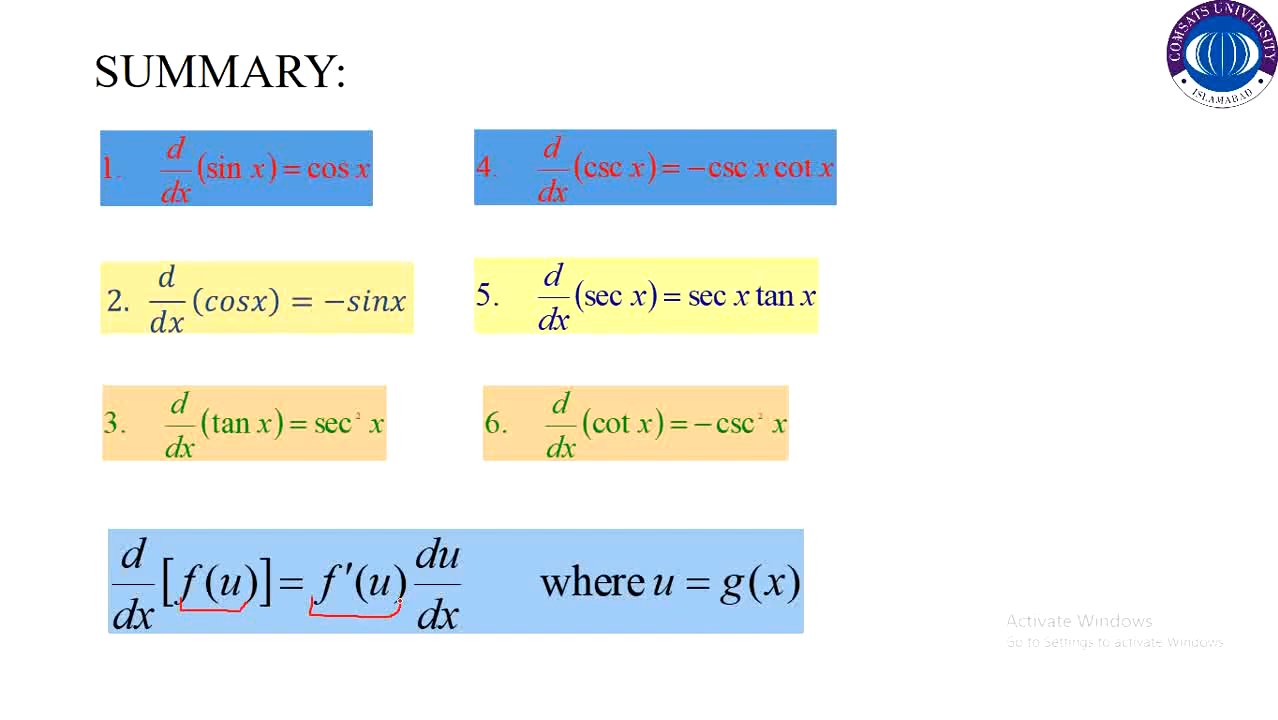 COMSATS UNIVERSITY
ISLAMABAD
SUMMARY:
1. d/dx (sin x) = cos x
4. d/dx (csc x) = −csc x cot x
2. d/dx (cosx) = −sinx
5. d/dx (sec x) = sec x tan x
3. d/dx (tan x) = sec² x
6. d/dx (cot x) = −csc² x
d/dx [f(u)] = f'(u) du/dx where u = g(x)
Activate Windows
Go to Settings to activate Windows.